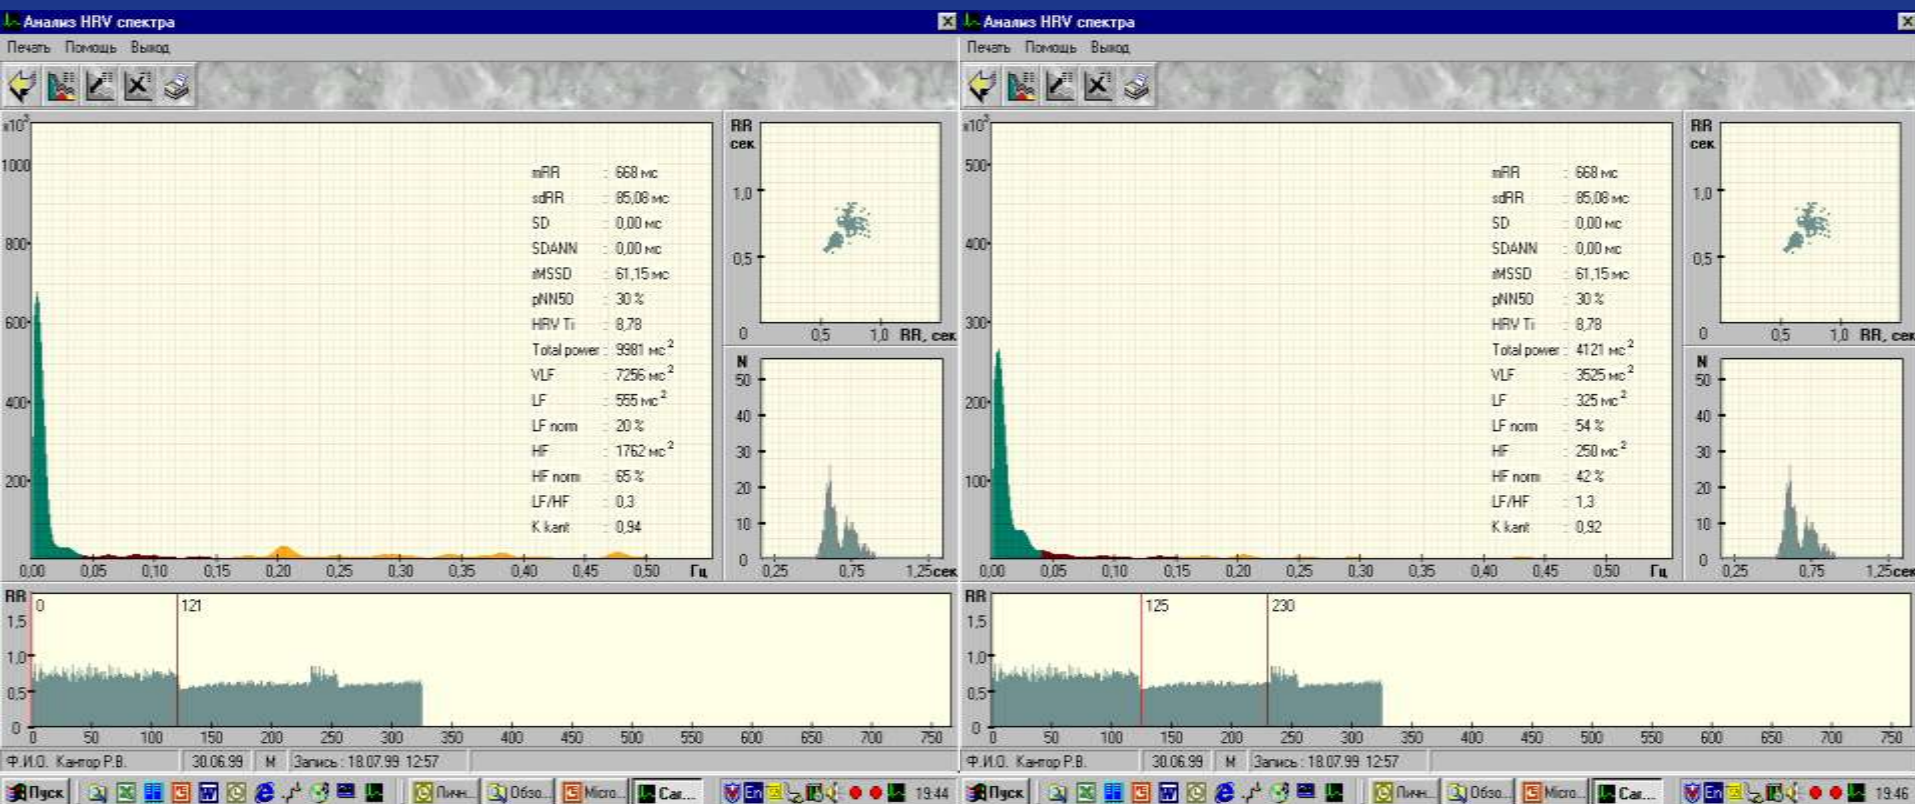 Анализ HRV спектра
Печать Помощь Выход
x10³
1000
800
600
400
200
mRR : 668 мс
sdRR : 85,08 мс
SD : 0,00 мс
SDANN : 0,00 мс
rMSSD : 61,15 мс
pNN50 : 30 %
HRV Ti : 8,78
Total power : 9981 мс²
VLF : 7256 мс²
LF : 555 мс²
LF norm : 20 %
HF : 1762 мс²
HF norm : 65 %
LF/HF : 0,3
K kant : 0,94
0,00 0,05 0,10 0,15 0,20 0,25 0,30 0,35 0,40 0,45 0,50 Гц
RR
сек
1,0
0,5
0 0,5 1,0 RR, сек
N
50
40
30
20
10
0
0,25 0,75 1,25сек
RR
0 121
1.5
1,0
0.5
0
0 50 100 150 200 250 300 350 400 450 500 550 600 650 700 750
Ф.И.О. Кантор Р.В. 30.06.99 М Запись : 18.07.99 12:57
Пуск Личн... Обзо... Micro... Car... En 19:44
Анализ HRV спектра
Печать Помощь Выход
x10³
500
400
300
200
100
mRR : 668 мс
sdRR : 85,08 мс
SD : 0,00 мс
SDANN : 0,00 мс
rMSSD : 61,15 мс
pNN50 : 30 %
HRV Ti : 8,78
Total power : 4121 мс²
VLF : 3525 мс²
LF : 325 мс²
LF norm : 54 %
HF : 250 мс²
HF norm : 42 %
LF/HF : 1,3
K kant : 0,92
0,00 0,05 0,10 0,15 0,20 0,25 0,30 0,35 0,40 0,45 0,50 Гц
RR
сек
1,0
0,5
0 0,5 1,0 RR, сек
N
50
40
30
20
10
0
0,25 0,75 1,25сек
RR
125 230
1.5
1,0
0.5
0
0 50 100 150 200 250 300 350 400 450 500 550 600 650 700 750
Ф.И.О. Кантор Р.В. 30.06.99 М Запись : 18.07.99 12:57
Пуск Личн... Обзо... Micro... Car... En 19:46